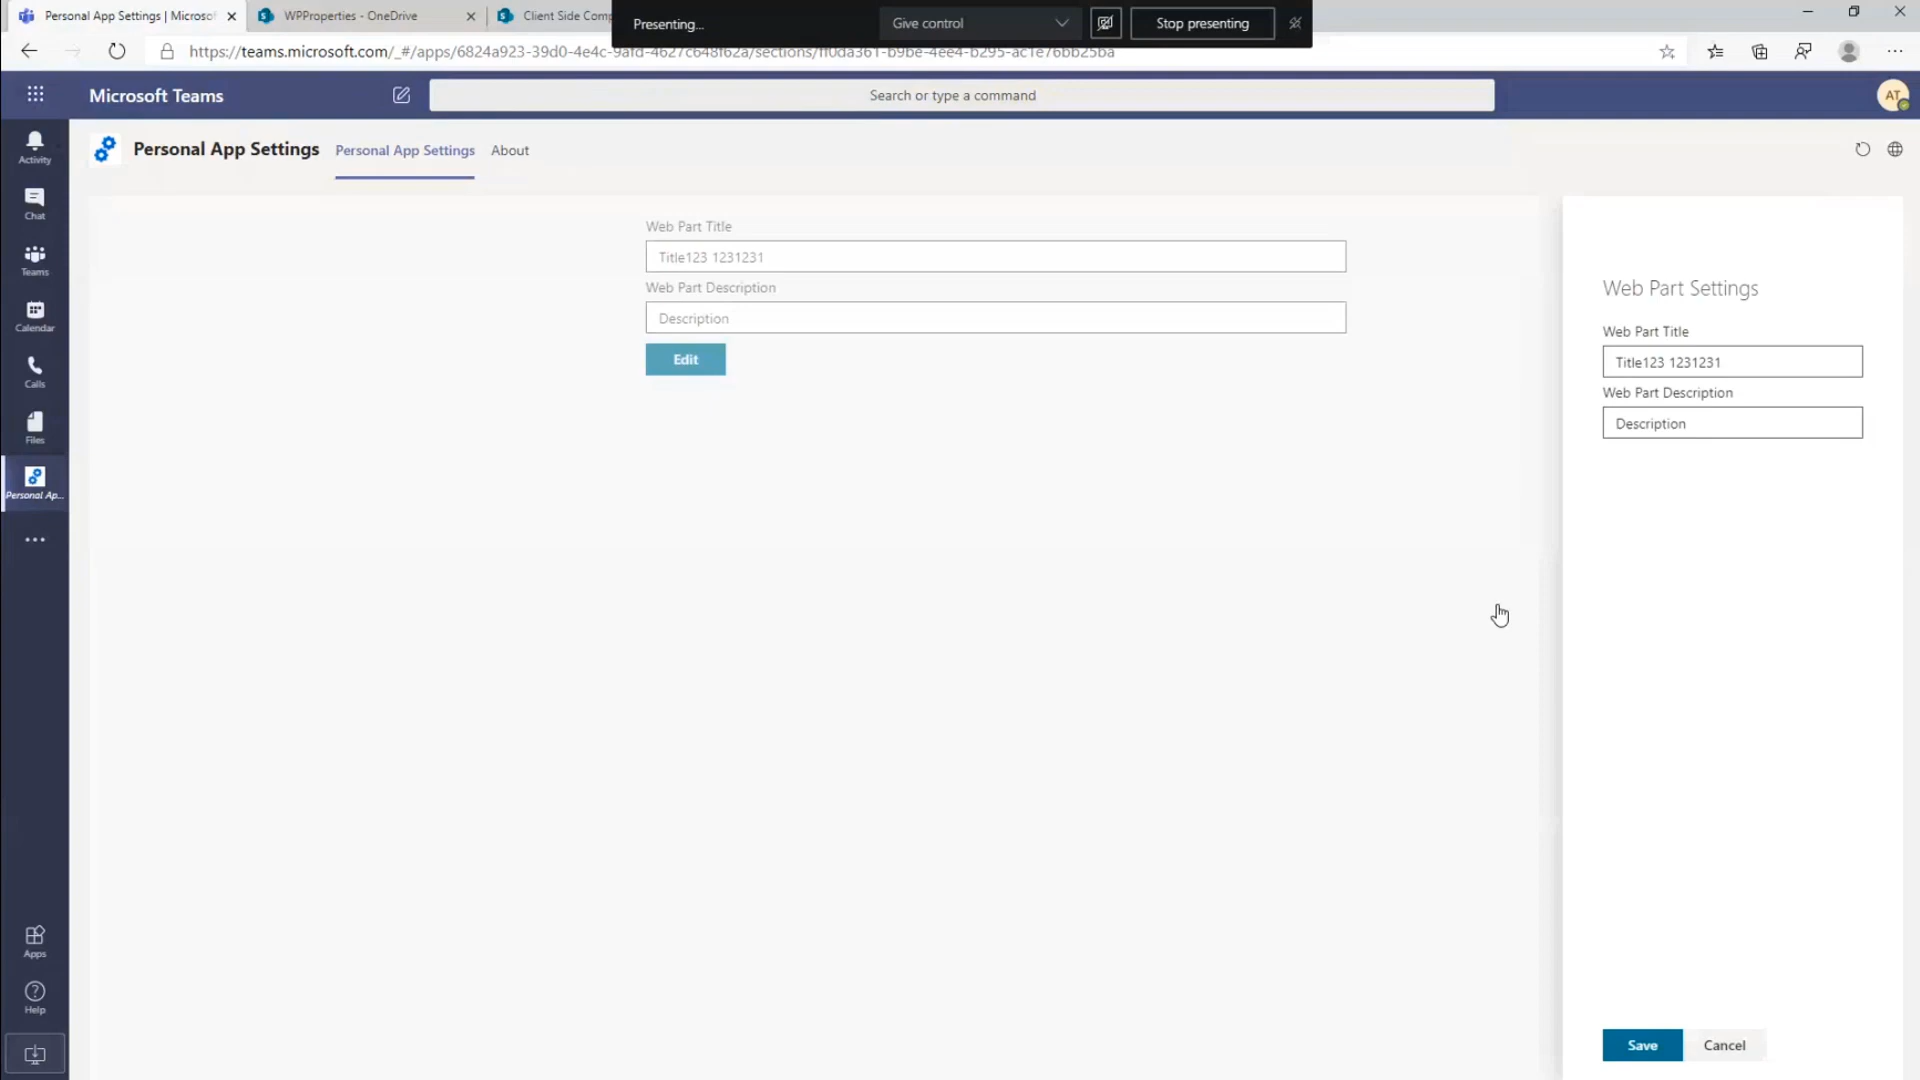 Personal App Settings | Microsof
WPProperties - OneDrive
Client Side Comp
Presenting...
Give control
Stop presenting
https://teams.microsoft.com/_#/apps/6824a923-39d0-4e4c-9afd-4627c648f62a/sections/ff0da361-b9be-4ee4-b295-ac1e76bb25ba
Microsoft Teams
Search or type a command
AT
Activity
Chat
Teams
Calendar
Calls
Files
Personal Ap...
Apps
Help
Personal App Settings
Personal App Settings
About
Web Part Title
Title123 1231231
Web Part Description
Description
Edit
Web Part Settings
Web Part Title
Title123 1231231
Web Part Description
Description
Save
Cancel